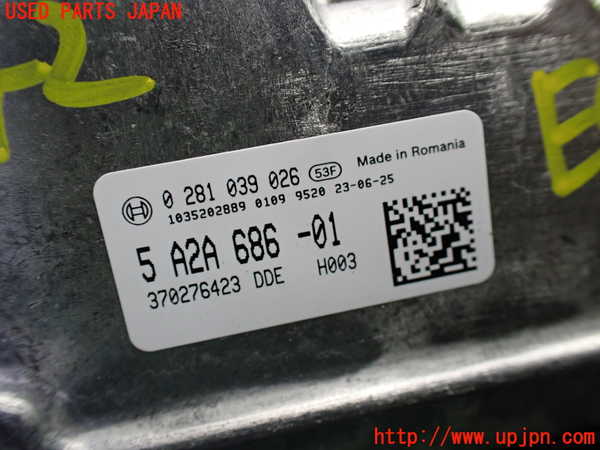 USED PARTS JAPAN
0 281 039 026 53F Made in Romania
1035202889 0109 9520 23-06-25
5 A2A 686 -01
370276423 DDE H003
http://www.upjpn.com/